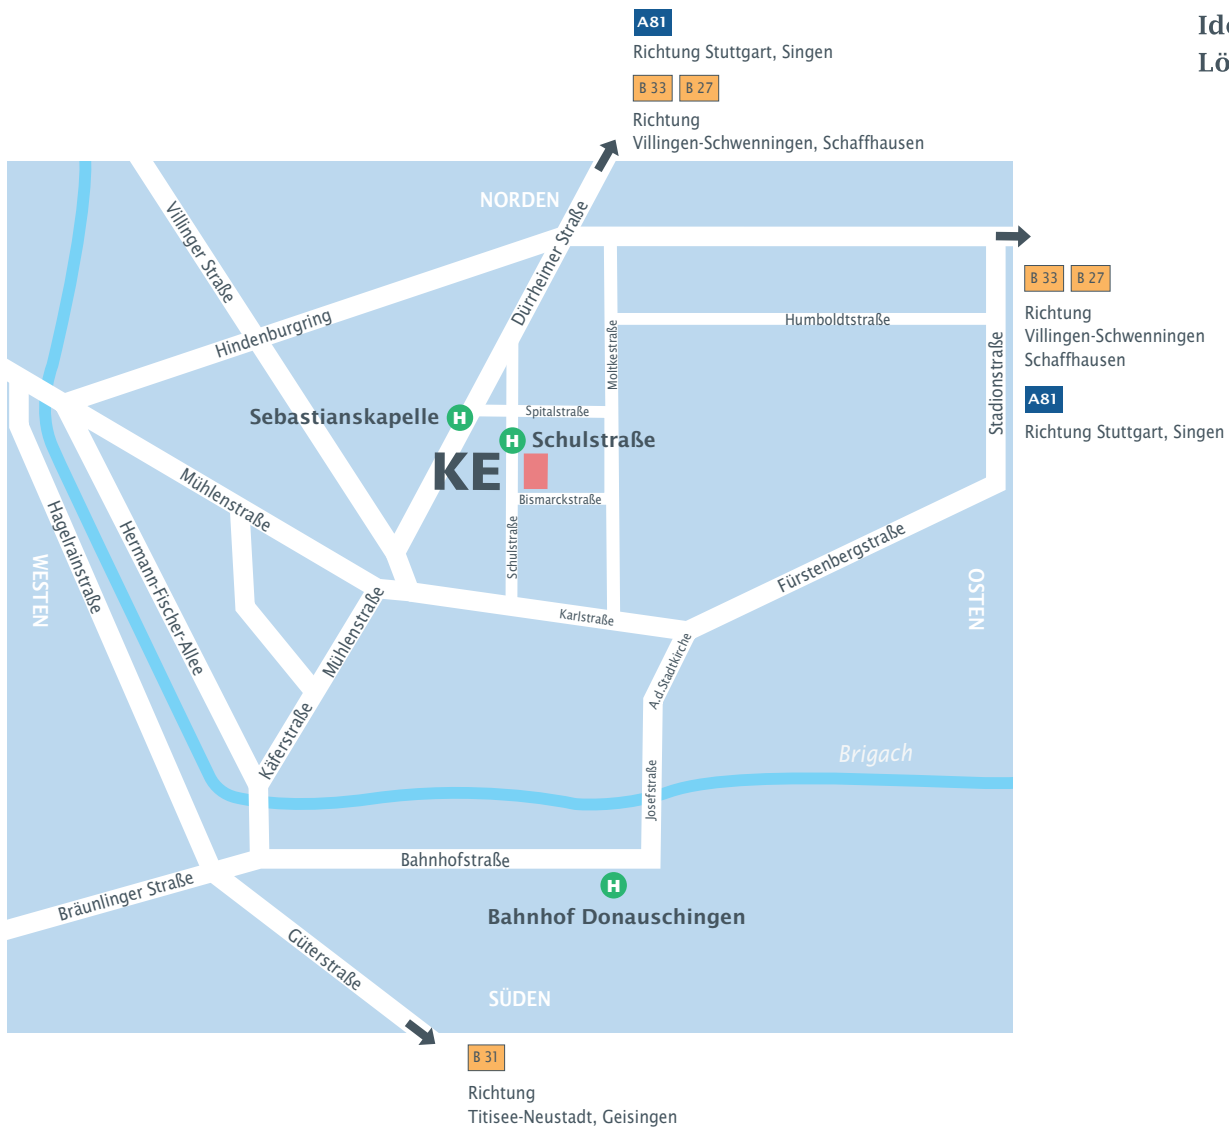 A81
Richtung Stuttgart, Singen
B 33 B 27
Richtung
Villingen-Schwenningen, Schaffhausen
NORDEN
Villinger Straße
Dürrheimer Straße
Hindenburgring
Humboldtstraße
Moltkestraße
Stadionstraße
B 33 B 27
Richtung
Villingen-Schwenningen
Schaffhausen
A81
Richtung Stuttgart, Singen
Sebastianskapelle
H
Spitalstraße
H
Schulstraße
KE
Bismarckstraße
Schulstraße
Mühlenstraße
Hagelrainstraße
Hermann-Fischer-Allee
WESTEN
OSTEN
Fürstenbergstraße
Karlstraße
Mühlenstraße
A.d.Stadtkirche
Käferstraße
Brigach
Josefstraße
Bahnhofstraße
Bräunlinger Straße
H
Bahnhof Donauschingen
Güterstraße
SÜDEN
B 31
Richtung
Titisee-Neustadt, Geisingen